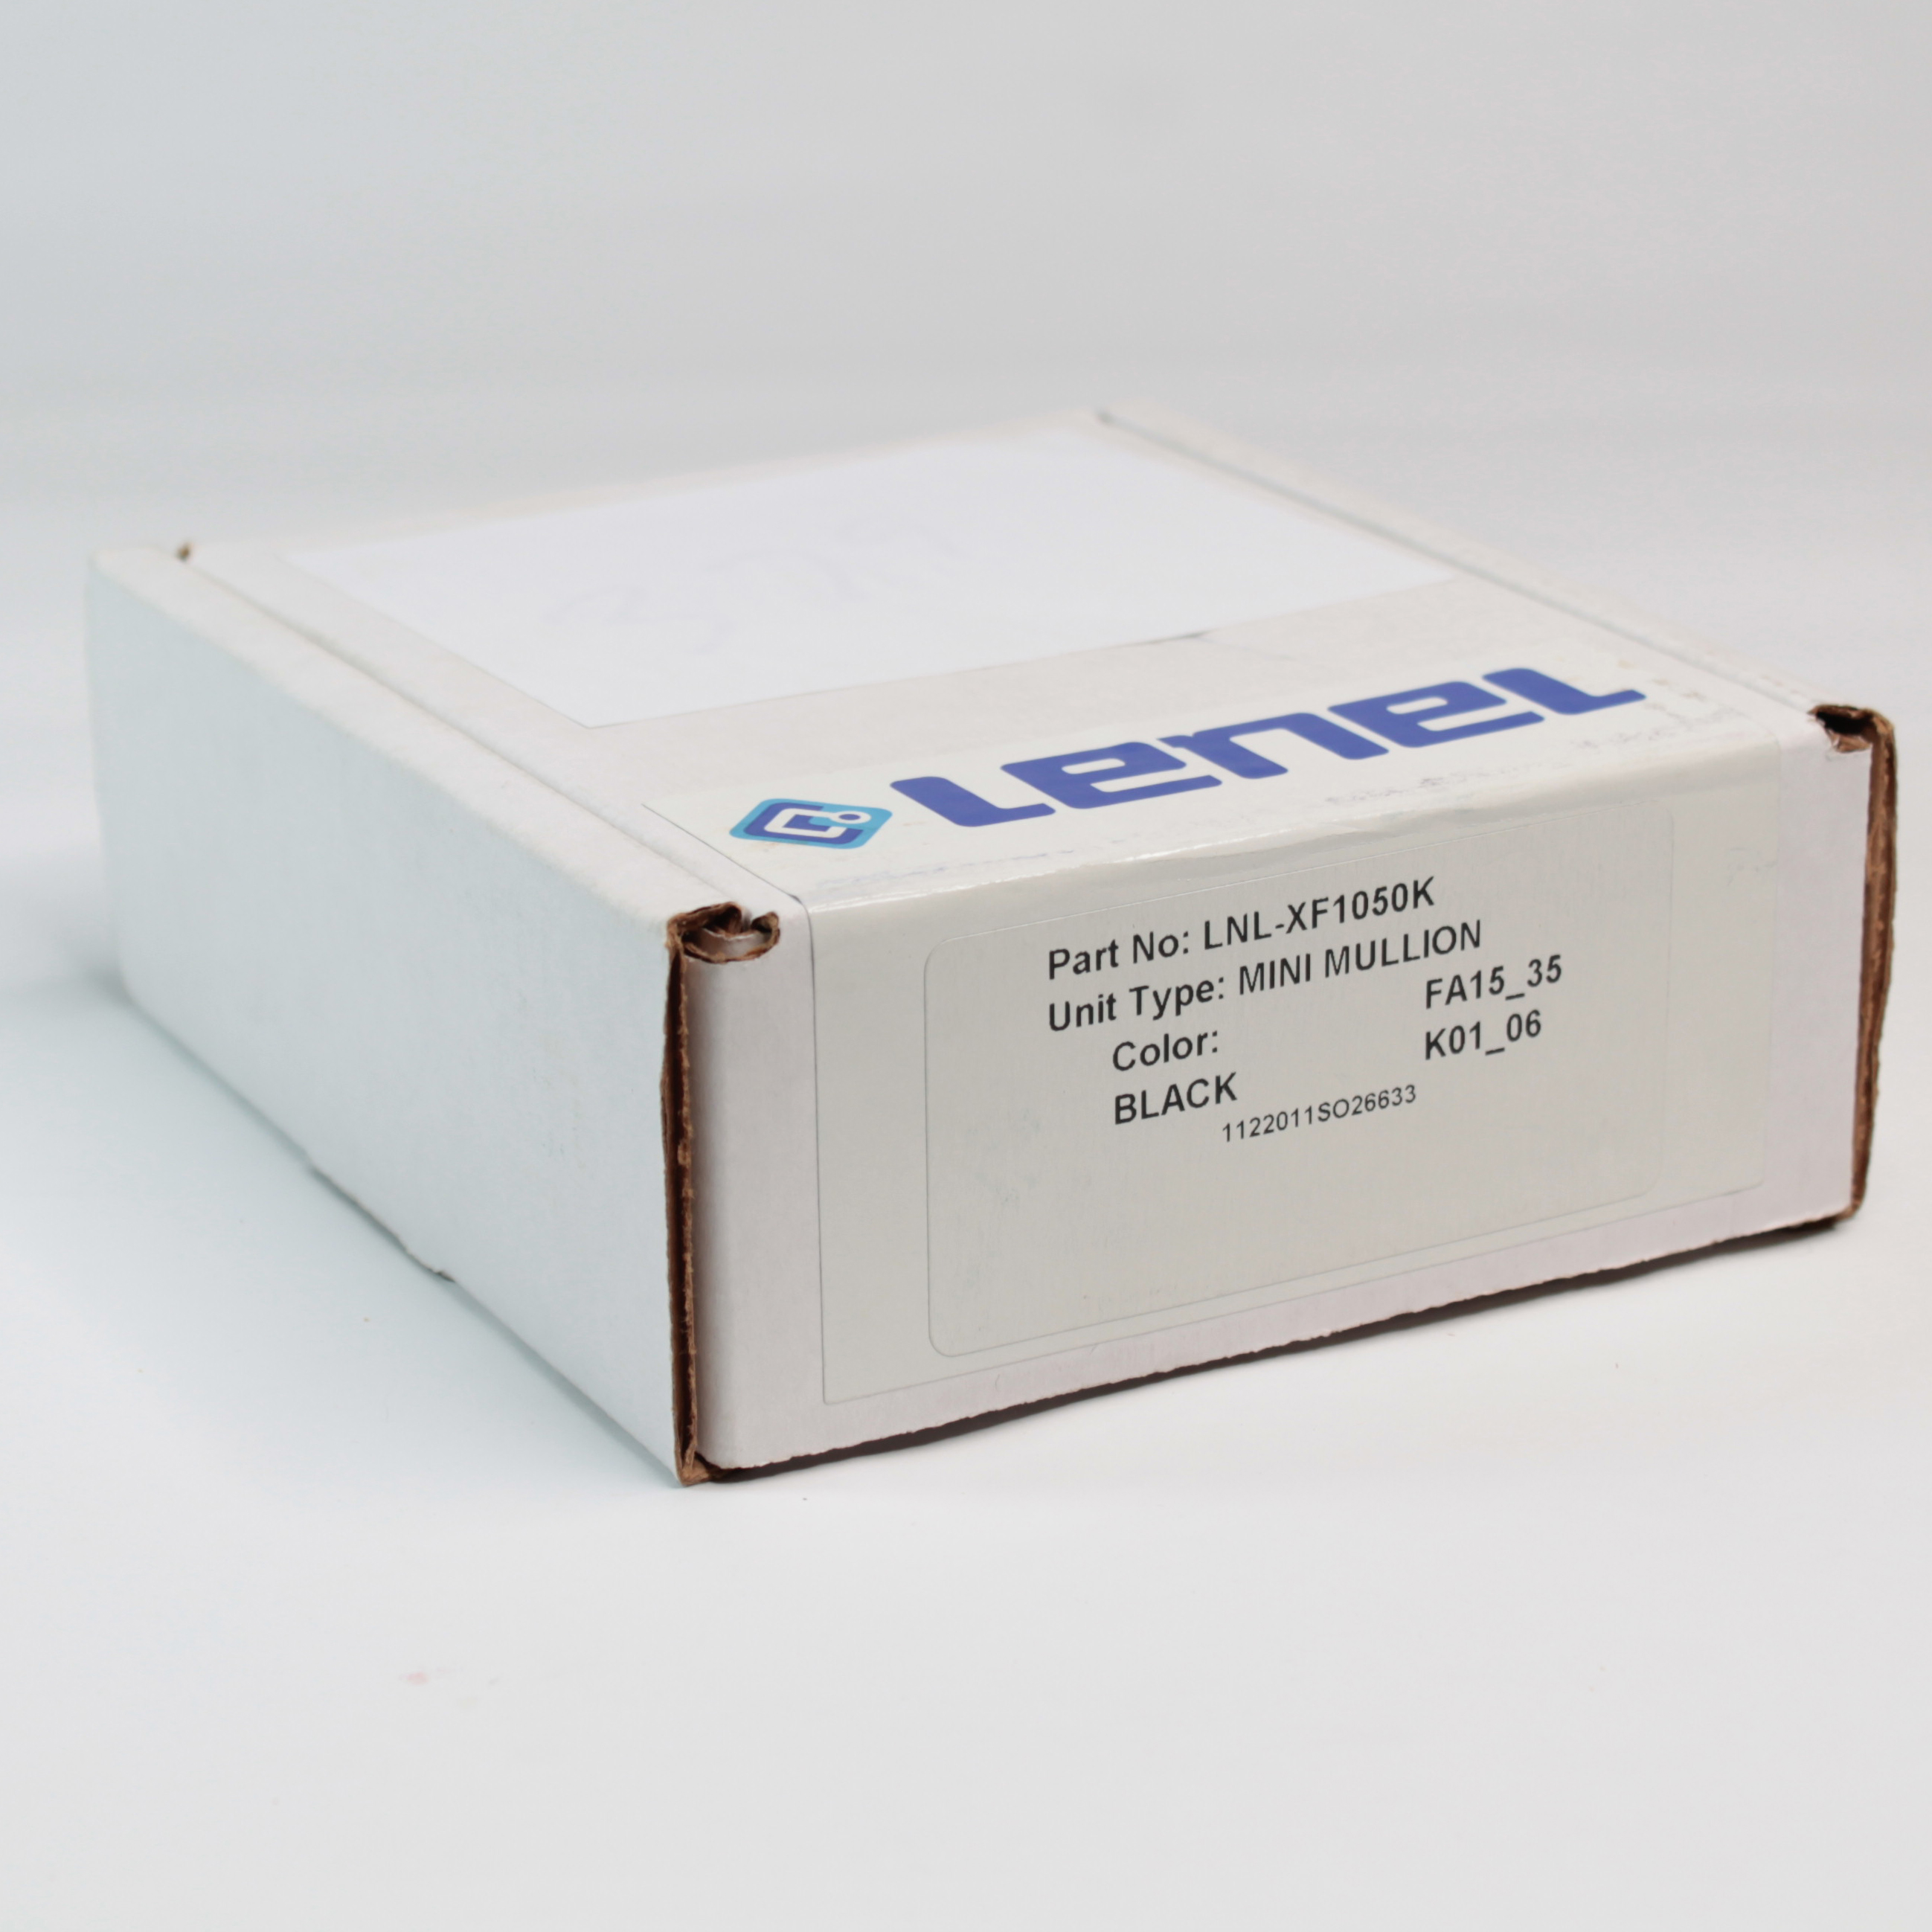 LENEL
Part No: LNL-XF1050K
Unit Type: MINI MULLION
Color:
FA15_35
BLACK
K01_06
1122011SO26633